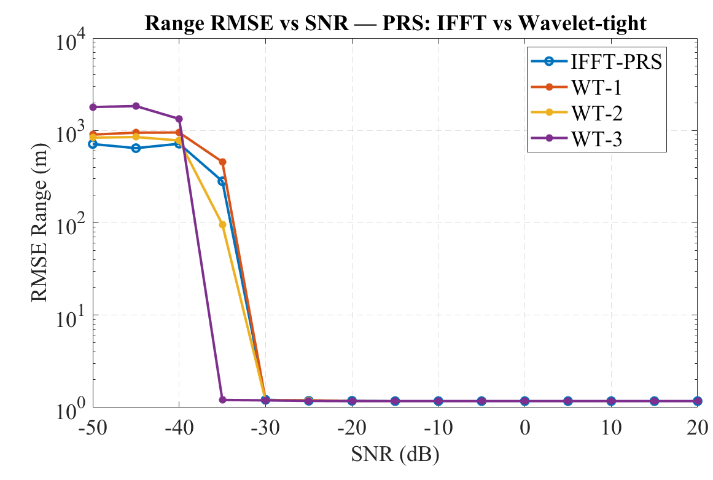 Range RMSE vs SNR — PRS: IFFT vs Wavelet-tight
IFFT-PRS
WT-1
WT-2
WT-3
10^4
10^3
10^2
10^1
10^0
RMSE Range (m)
-50 -40 -30 -20 -10 0 10 20
SNR (dB)